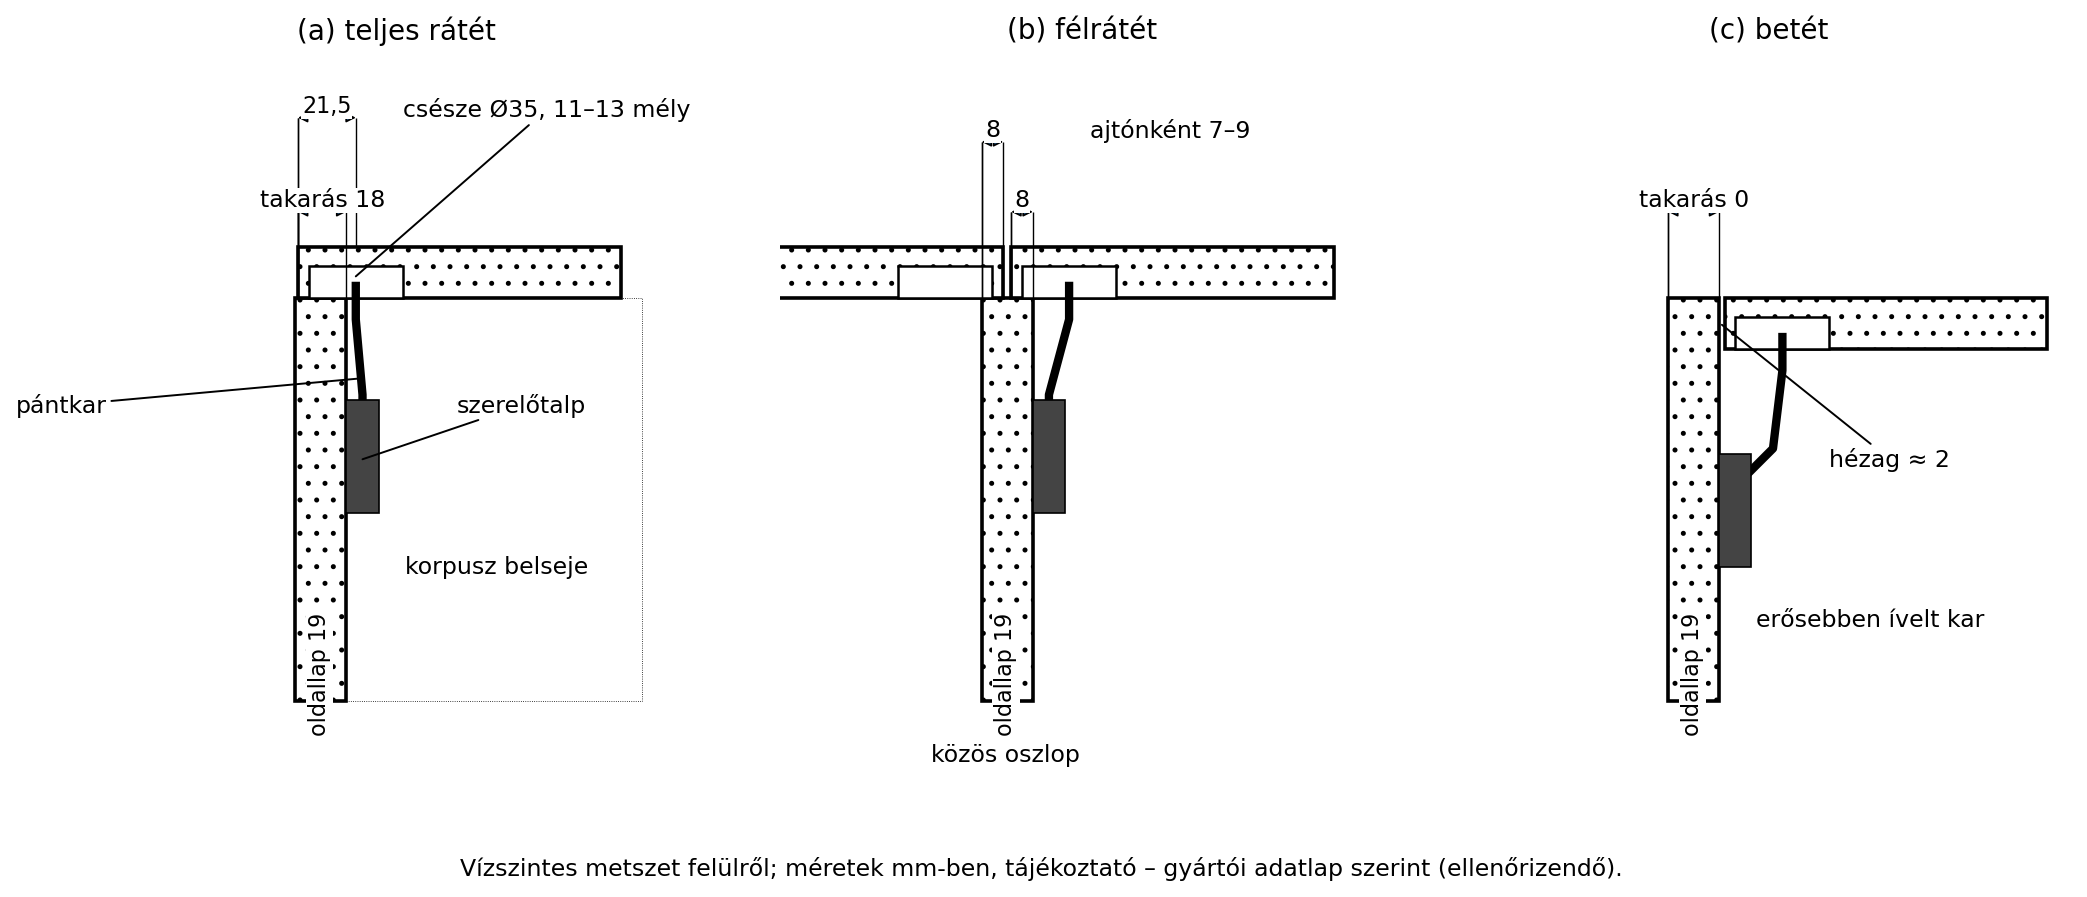 (a) teljes rátét
(b) félrátét
(c) betét
21,5
csésze Ø35, 11–13 mély
takarás 18
pántkar
szerelőtalp
korpusz belseje
oldallap 19
8
ajtónként 7–9
8
oldallap 19
közös oszlop
takarás 0
hézag ≈ 2
erősebben ívelt kar
oldallap 19
Vízszintes metszet felülről; méretek mm-ben, tájékoztató – gyártói adatlap szerint (ellenőrizendő).